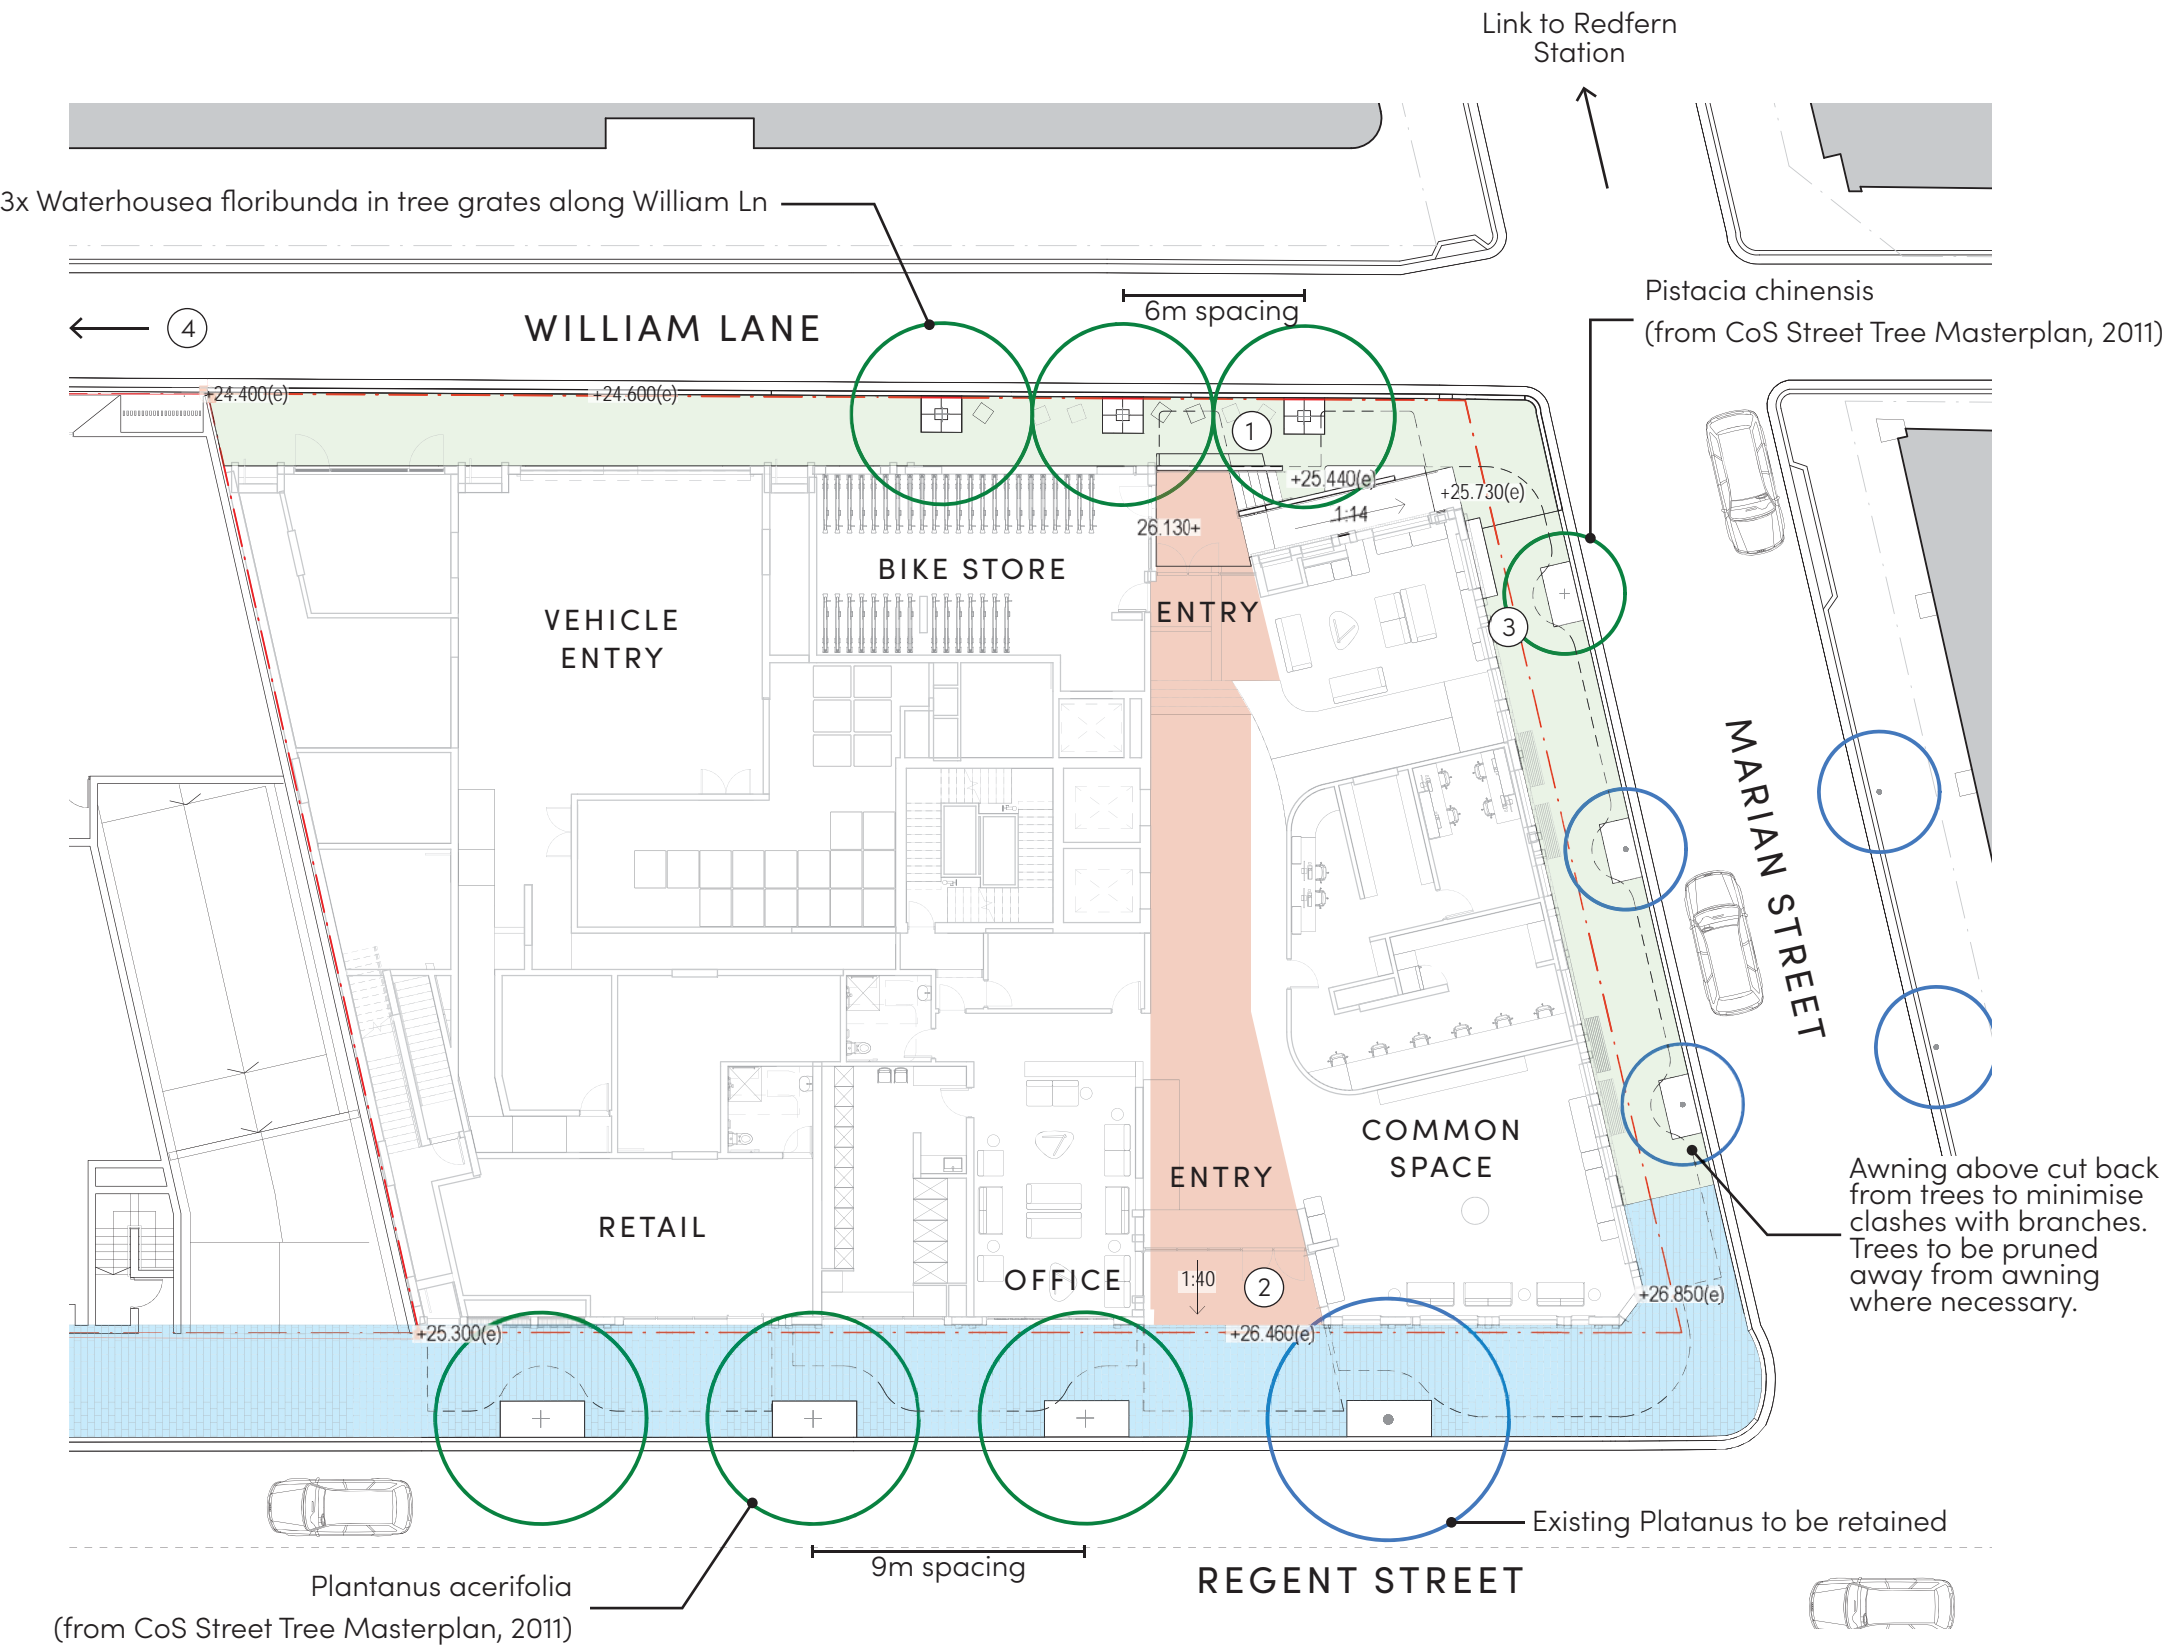 Link to Redfern
Station
3x Waterhousea floribunda in tree grates along William Ln
Pistacia chinensis
(from CoS Street Tree Masterplan, 2011)
6m spacing
WILLIAM LANE
4
+24.400(e)
+24.600(e)
1
+25.440(e)
+25.730(e)
1:14
26.130+
BIKE STORE
ENTRY
VEHICLE
ENTRY
3
MARIAN STREET
COMMON
SPACE
ENTRY
RETAIL
OFFICE
1:40
2
Awning above cut back
from trees to minimise
clashes with branches.
Trees to be pruned
away from awning
where necessary.
+26.850(e)
+25.300(e)
+26.460(e)
Existing Platanus to be retained
9m spacing
REGENT STREET
Plantanus acerifolia
(from CoS Street Tree Masterplan, 2011)